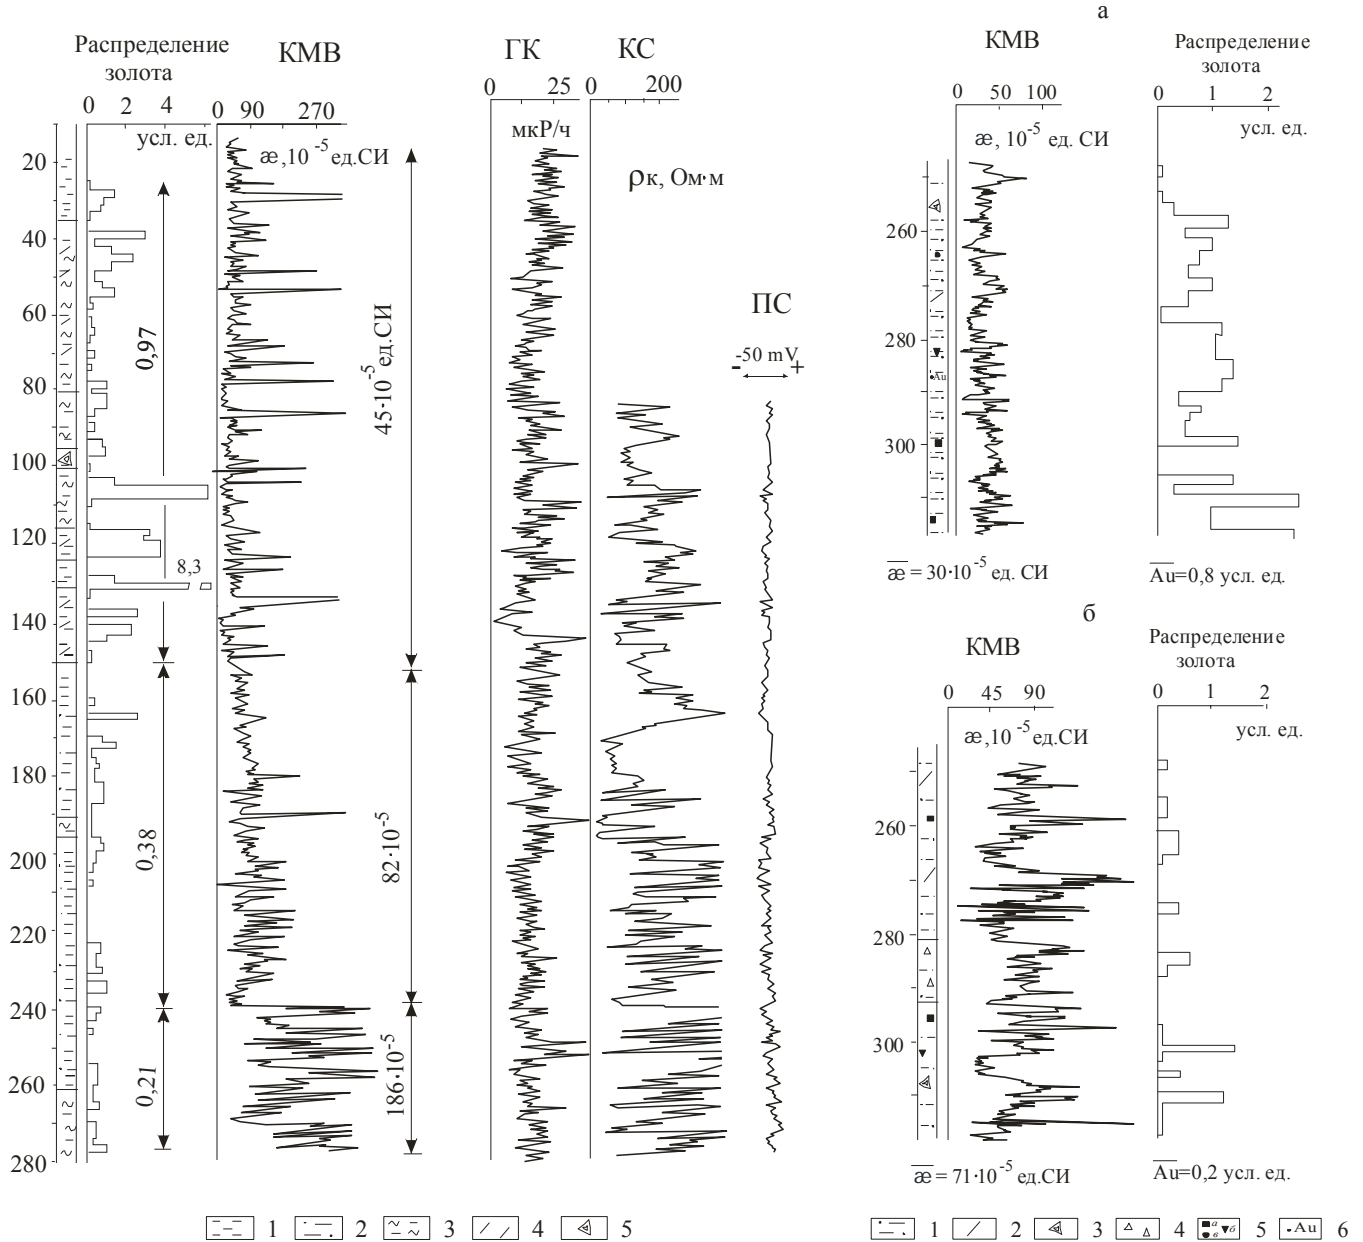 Распределение
золота
КМВ
ГК
КС
0 2 4
0 90 270
0 25
0 200
усл. ед.
æ,10⁻⁵ ед.СИ
мкР/ч
ρк, Ом·м
ПС
-50 mV
- +
20
40
60
80
100
120
140
160
180
200
220
240
260
280
0,97
8,3
0,38
0,21
45·10⁻⁵ ед.СИ
82·10⁻⁵
186·10⁻⁵
1 2 3 4 5
а
КМВ
Распределение
золота
0 50 100
0 1 2
æ, 10⁻⁵ ед. СИ
усл. ед.
260
280
Au
300
æ = 30·10⁻⁵ ед. СИ
Au=0,8 усл. ед.
б
КМВ
Распределение
золота
0 45 90
0 1 2
æ,10⁻⁵ ед.СИ
усл. ед.
260
280
300
æ = 71·10⁻⁵ ед.СИ
Au=0,2 усл. ед.
1 2 3 4 а б в 5 Au 6